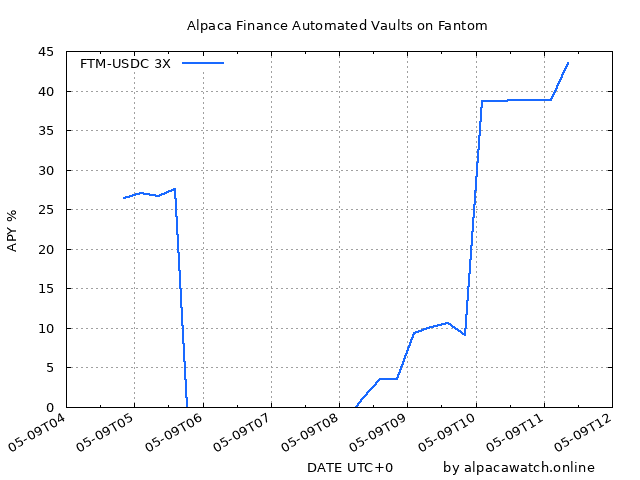 Alpaca Finance Automated Vaults on Fantom
FTM-USDC 3X
APY %
45
40
35
30
25
20
15
10
5
0
05-09T04
05-09T05
05-09T06
05-09T07
05-09T08
05-09T09
05-09T10
05-09T11
05-09T12
DATE UTC+0
by alpacawatch.online